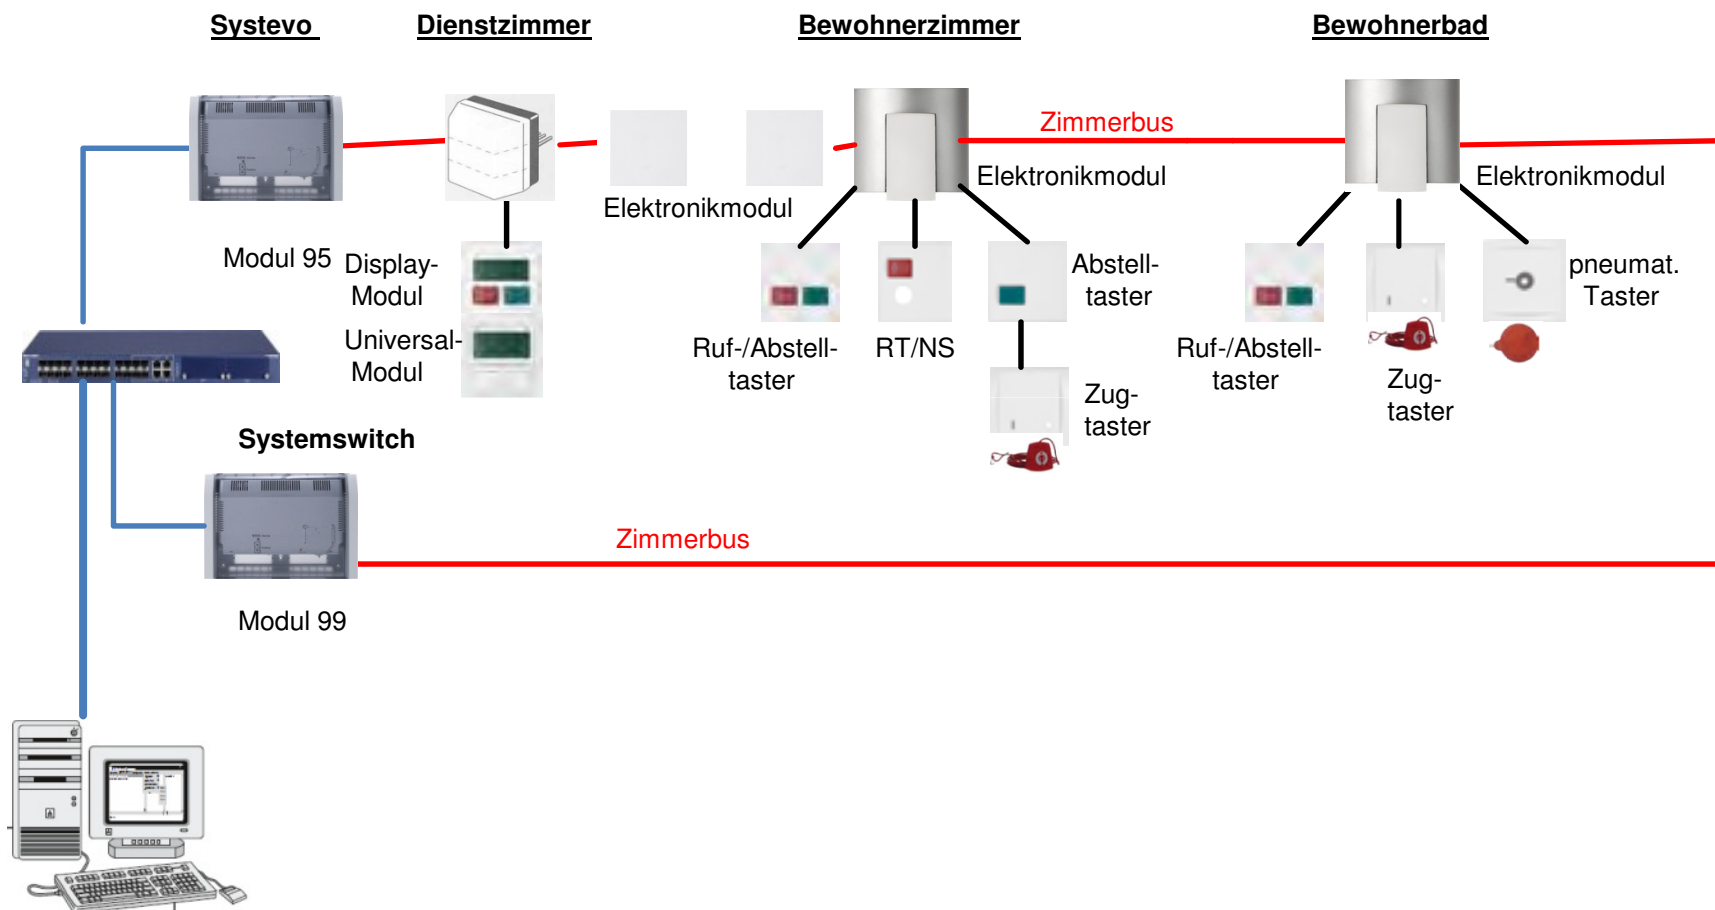 Systevo
Dienstzimmer
Bewohnerzimmer
Bewohnerbad
Zimmerbus
Elektronikmodul
Elektronikmodul
Elektronikmodul
Modul 95
Display-
Modul
Universal-
Modul
Ruf-/Abstell-
taster
RT/NS
Abstell-
taster
Zug-
taster
Ruf-/Abstell-
taster
Zug-
taster
pneumat.
Taster
Systemswitch
Zimmerbus
Modul 99